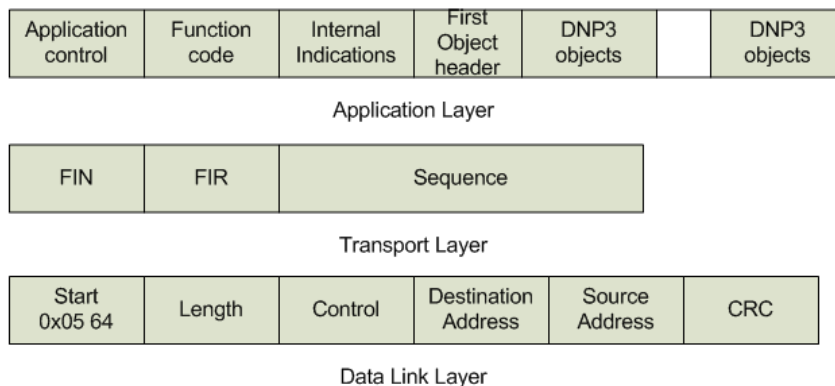 Application
control
Function
code
Internal
Indications
First
Object
header
DNP3
objects
DNP3
objects
Application Layer
FIN
FIR
Sequence
Transport Layer
Start
0x05 64
Length
Control
Destination
Address
Source
Address
CRC
Data Link Layer